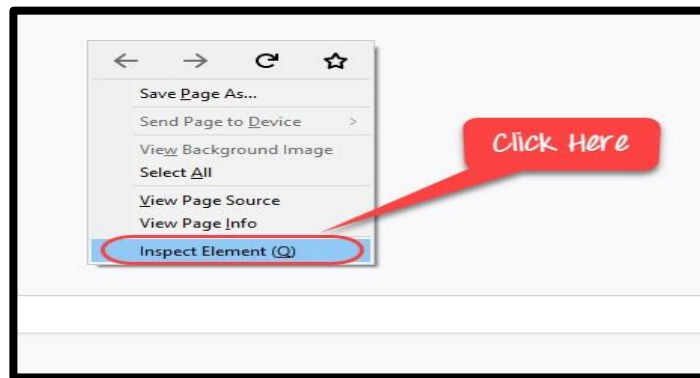 Save Page As...
Send Page to Device >
View Background Image
Select All
View Page Source
View Page Info
Inspect Element (Q)
Click Here